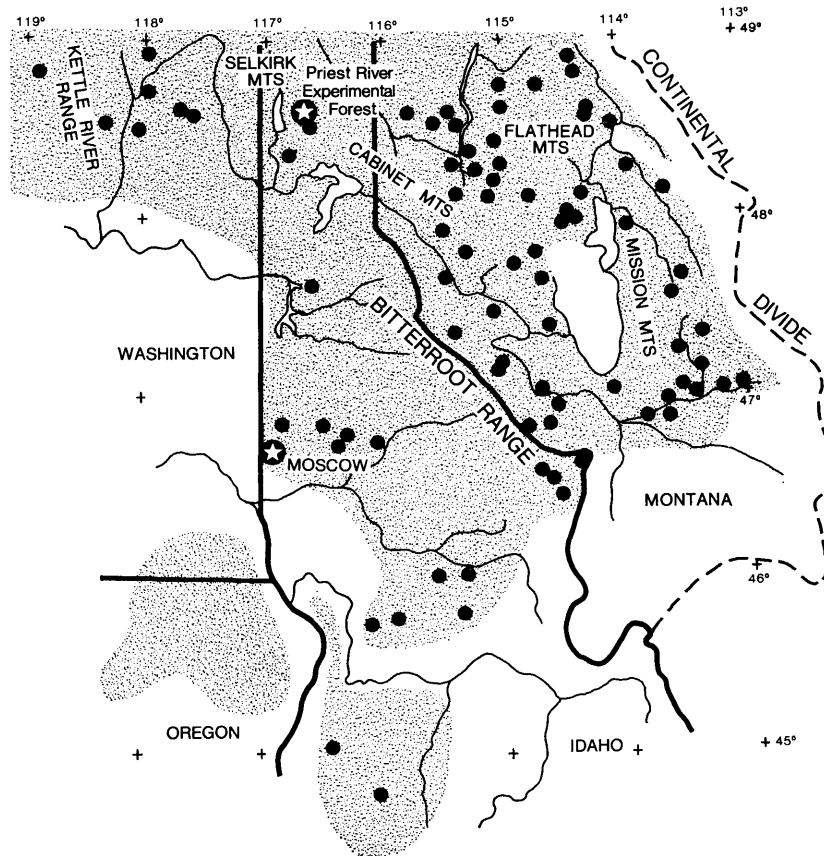 119° 118° 117° 116° 115° 114° 113°
49°
KETTLE RIVER
RANGE
SELKIRK
MTS
Priest River
Experimental
Forest
CONTINENTAL
FLATHEAD
MTS
CABINET MTS
48°
MISSION MTS
DIVIDE
BITTERROOT RANGE
WASHINGTON
47°
MOSCOW
MONTANA
46°
OREGON
IDAHO
45°